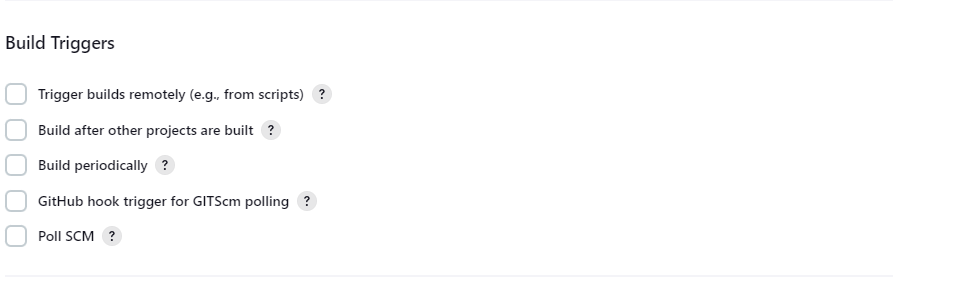 Build Triggers
Trigger builds remotely (e.g., from scripts) ?
Build after other projects are built ?
Build periodically ?
GitHub hook trigger for GITScm polling ?
Poll SCM ?